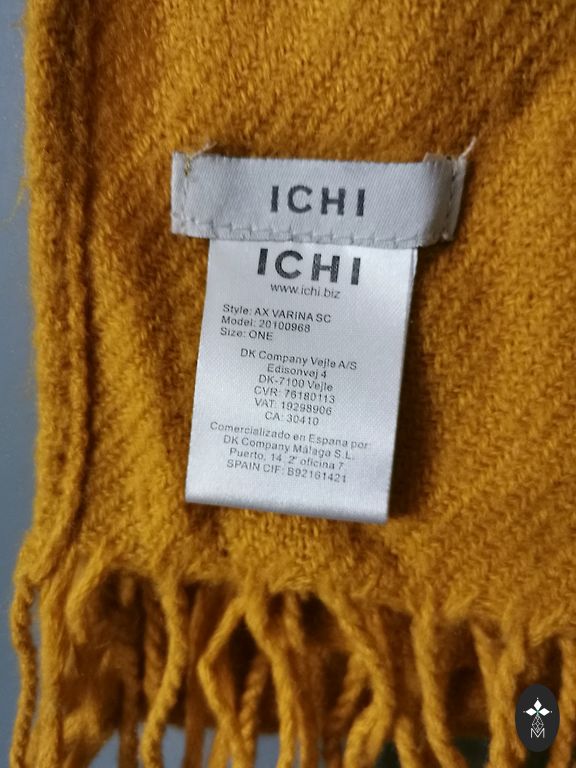 ICHI
ICHI
www.ichi.biz
Style: AX VARINA SC
Model: 20100968
Size: ONE
DK Company Vejle A/S
Edisonvej 4
DK-7100 Vejle
CVR: 76180113
VAT: 19298906
CA: 30410
Comercializado en Espana por:
DK Company Málaga S.L.
Puerto, 14, 2º oficina 7.
SPAIN CIF: B92161421
M